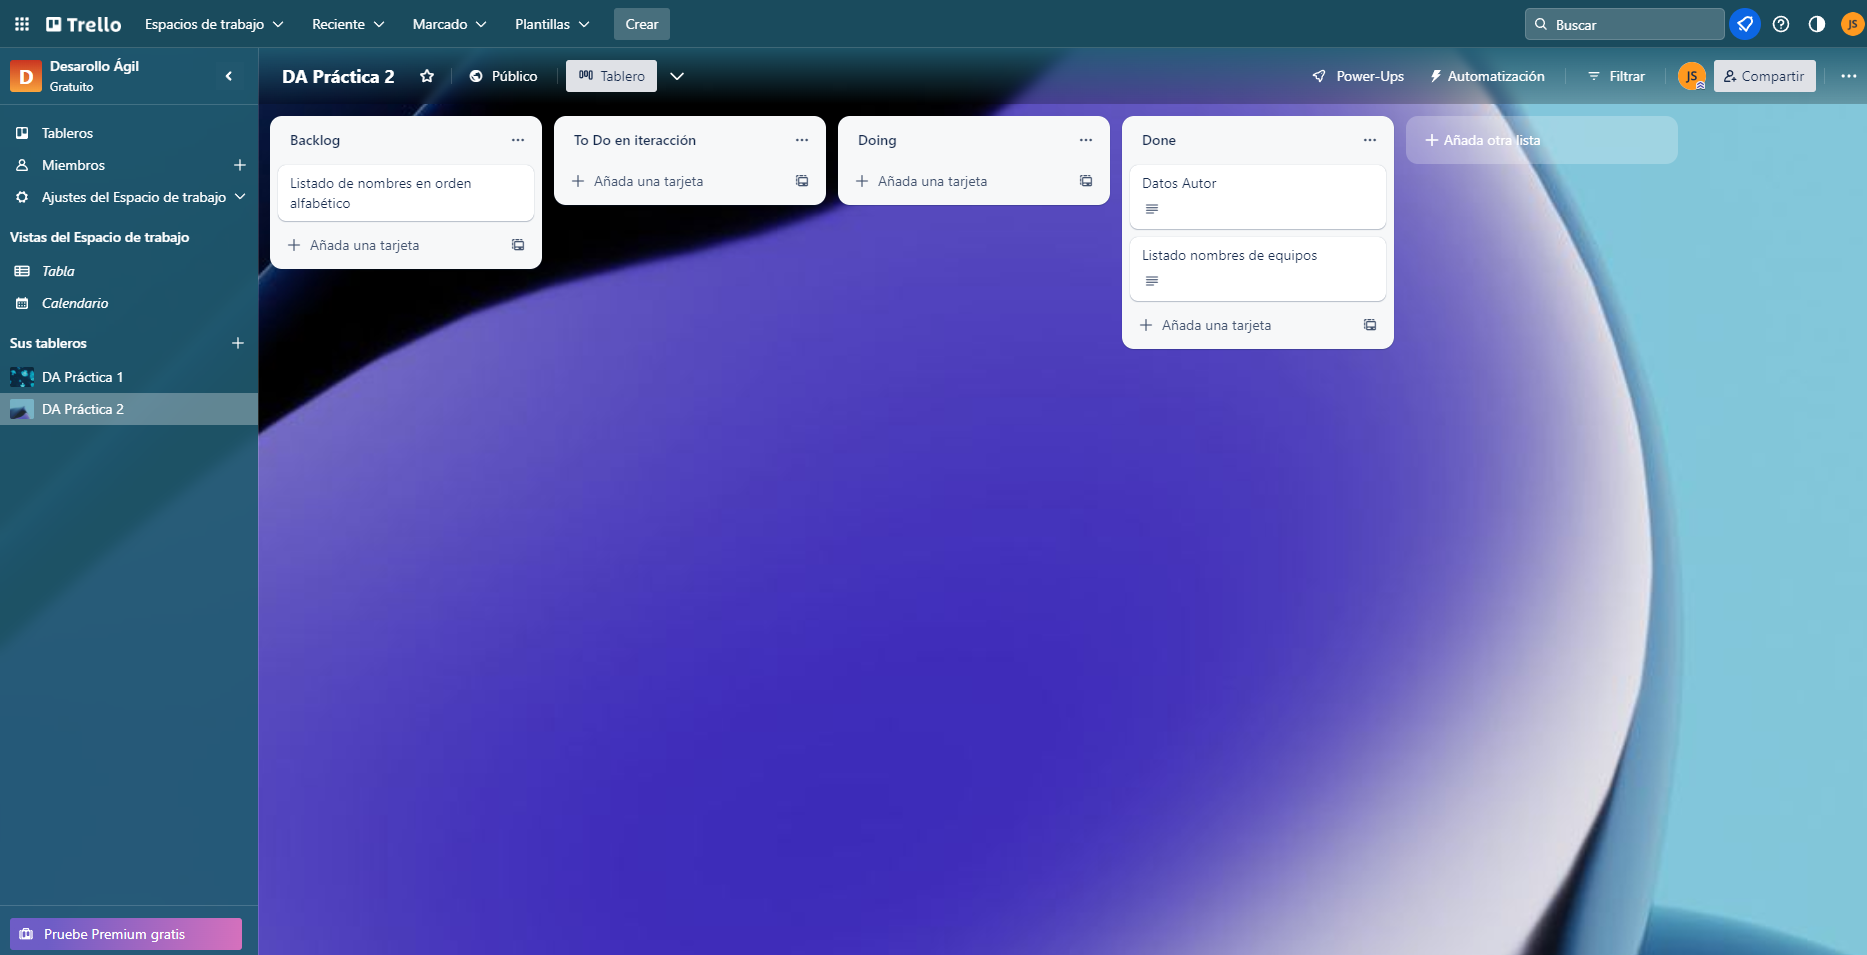 Trello
Espacios de trabajo
Reciente
Marcado
Plantillas
Crear
Buscar
JS
D
Desarollo Ágil
Gratuito
DA Práctica 2
Público
Tablero
Power-Ups
Automatización
Filtrar
JS
Compartir
Tableros
Miembros
Ajustes del Espacio de trabajo
Vistas del Espacio de trabajo
Tabla
Calendario
Sus tableros
DA Práctica 1
DA Práctica 2
Pruebe Premium gratis
Backlog
Listado de nombres en orden
alfabético
Añada una tarjeta
To Do en iteracción
Añada una tarjeta
Doing
Añada una tarjeta
Done
Datos Autor
Listado nombres de equipos
Añada una tarjeta
Añada otra lista